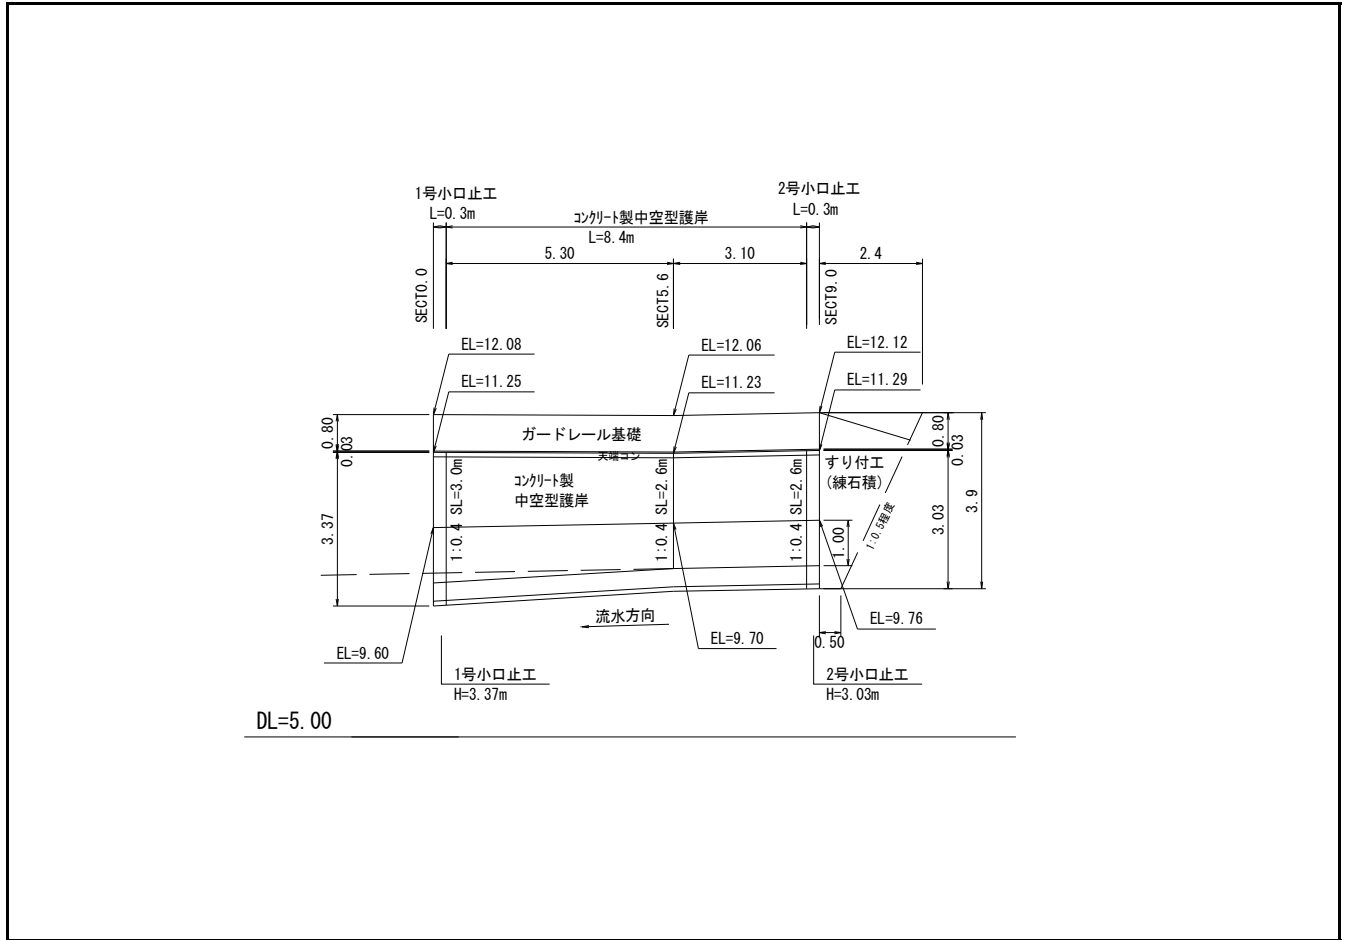 1号小口止工
L=0.3m
コンクリート製中空型護岸
L=8.4m
2号小口止工
L=0.3m
5.30
3.10
2.4
SECT0.0
SECT5.6
SECT9.0
EL=12.08
EL=12.06
EL=12.12
EL=11.25
EL=11.23
EL=11.29
0.80
0.03
3.37
ガードレール基礎
天端コン
コンクリート製
中空型護岸
1:0.4 SL=3.0m
1:0.4 SL=2.6m
1:0.4 SL=2.6m
すり付工
(練石積)
1:0.5程度
1.00
0.80
0.03
3.03
3.9
流水方向
0.50
EL=9.60
EL=9.70
EL=9.76
1号小口止工
H=3.37m
2号小口止工
H=3.03m
DL=5.00